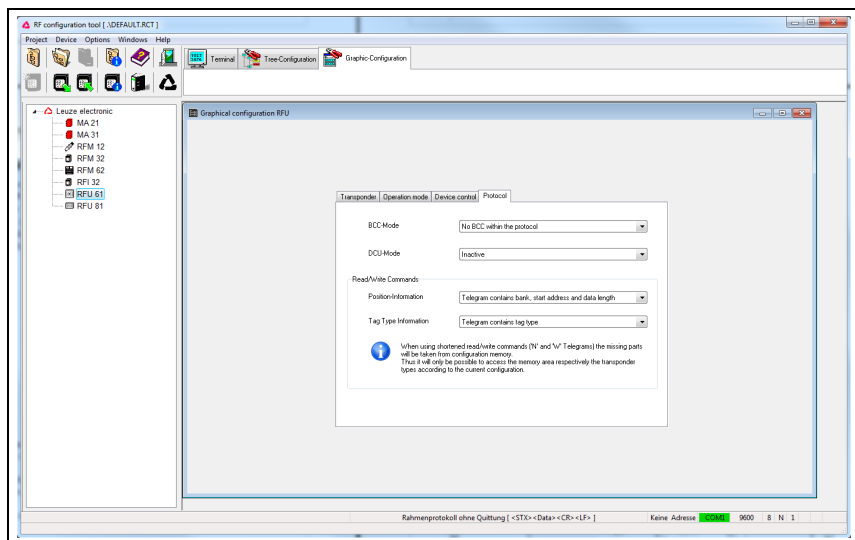 RF configuration tool [ .\DEFAULT.RCT ]
Project Device Options Windows Help
Terminal Tree-Configuration Graphic-Configuration
Leuze electronic
MA 21
MA 31
RFM 12
RFM 32
RFM 62
RFI 32
RFU 61
RFU 81
Graphical configuration RFU
Transponder Operation mode Device control Protocol
BCC-Mode No BCC within the protocol
DCU-Mode Inactive
Read/Write Commands
Position-Information Telegram contains bank, start address and data length
Tag Type Information Telegram contains tag type
When using shortened read/write commands ('N' and 'W' Telegrams) the missing parts
will be taken from configuration memory.
Thus it will only be possible to access the memory area respectively the transponder
types according to the current configuration.
Rahmenprotokoll ohne Quittung [ <STX> <Data> <CR> <LF> ] Keine Adresse COM1 9600 8 N 1